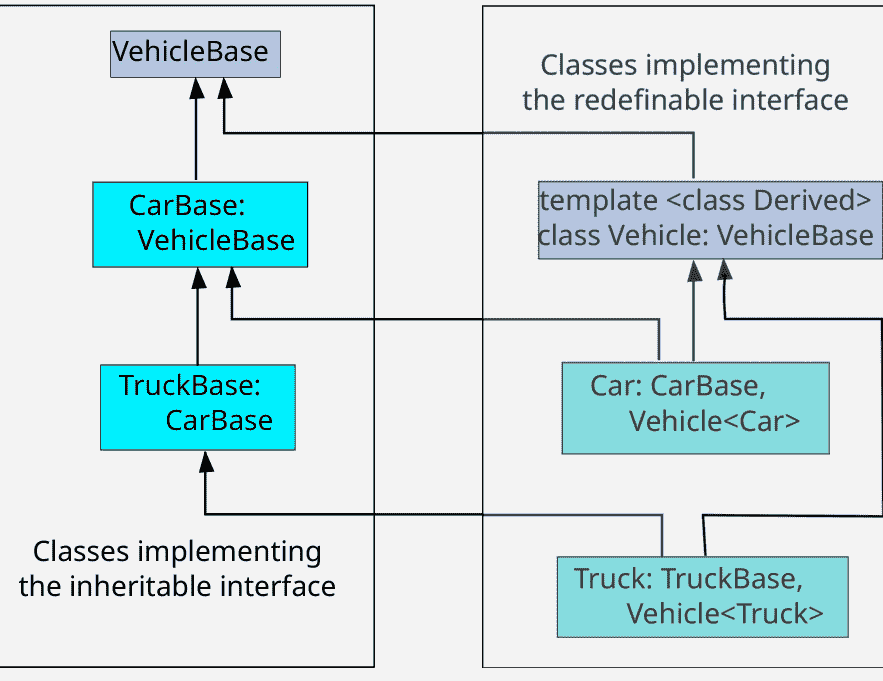 VehicleBase
CarBase:
VehicleBase
TruckBase:
CarBase
Classes implementing
the inheritable interface
Classes implementing
the redefinable interface
template <class Derived>
class Vehicle: VehicleBase
Car: CarBase,
Vehicle<Car>
Truck: TruckBase,
Vehicle<Truck>